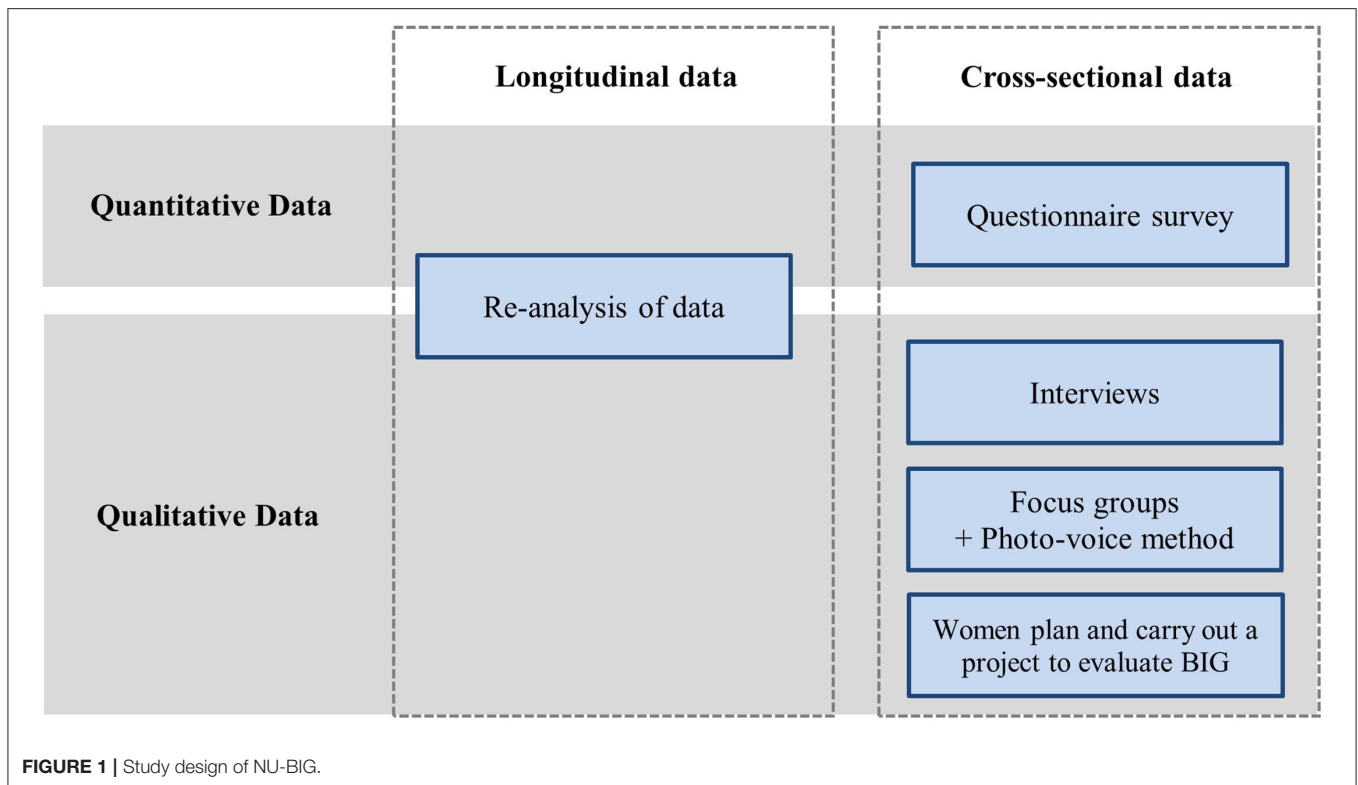 Longitudinal data
Cross-sectional data
Quantitative Data
Questionnaire survey
Re-analysis of data
Qualitative Data
Interviews
Focus groups
+ Photo-voice method
Women plan and carry out a
project to evaluate BIG
FIGURE 1 | Study design of NU-BIG.